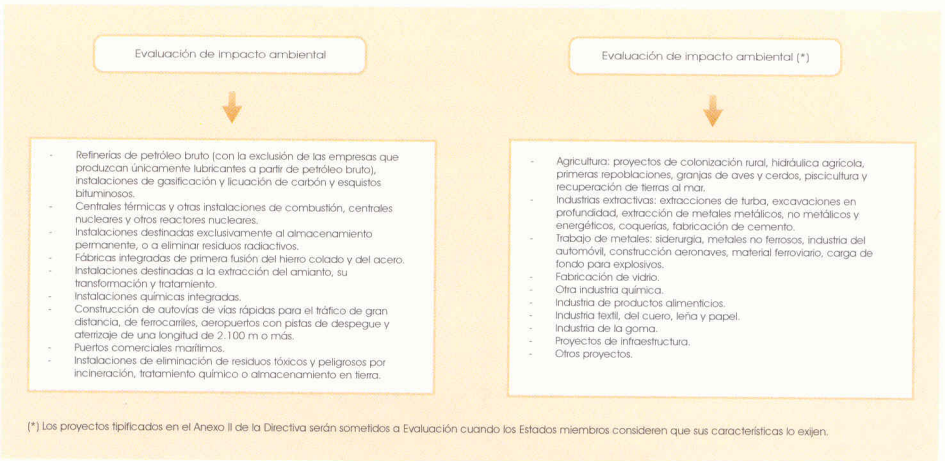 Evaluación de impacto ambiental
- Refinerías de petróleo bruto (con la exclusión de las empresas que
produzcan únicamente lubricantes a partir de petróleo bruto),
instalaciones de gasificación y licuación de carbón y esquistos
bituminosos.
- Centrales térmicas y otras instalaciones de combustión, centrales
nucleares y otros reactores nucleares.
- Instalaciones destinadas exclusivamente al almacenamiento
permanente, o a eliminar residuos radiactivos.
- Fábricas integradas de primera fusión del hierro colado y del acero.
- Instalaciones destinadas a la extracción del amianto, su
transformación y tratamiento.
- Instalaciones químicas integradas.
- Construcción de autovías de vías rápidas para el tráfico de gran
distancia, de ferrocarriles, aeropuertos con pistas de despegue y
aterrizaje de una longitud de 2.100 m o más.
- Puertos comerciales marítimos.
- Instalaciones de eliminación de residuos tóxicos y peligrosos por
incineración, tratamiento químico o almacenamiento en tierra.
Evaluación de impacto ambiental (*)
- Agricultura: proyectos de colonización rural, hidráulica agrícola,
primeras repoblaciones, granjas de aves y cerdos, piscicultura y
recuperación de tierras al mar.
- Industrias extractivas: extracciones de turba, excavaciones en
profundidad, extracción de metales metálicos, no metálicos y
energéticos, coquerías, fabricación de cemento.
- Trabajo de metales: siderurgia, metales no ferrosos, industria del
automóvil, construcción aeronaves, material ferroviario, carga de
fondo para explosivos.
- Fabricación de vidrio.
- Otra industria química.
- Industria de productos alimenticios.
- Industria textil, del cuero, leña y papel.
- Industria de la goma.
- Proyectos de infraestructura.
- Otros proyectos.
(*) Los proyectos tipificados en el Anexo II de la Directiva serán sometidos a Evaluación cuando los Estados miembros consideren que sus características lo exijen.